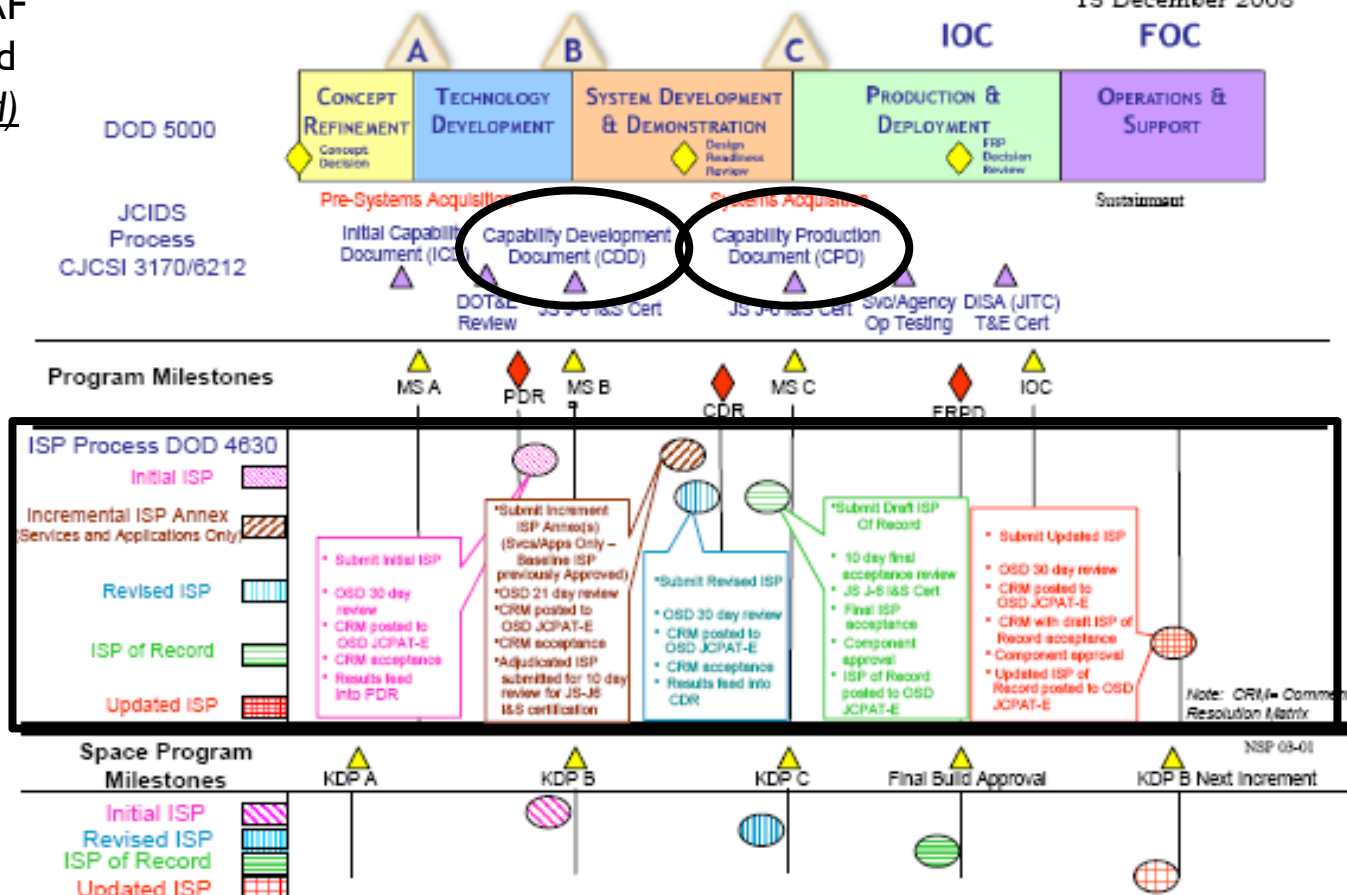 AF
d
d)
15 December 2008
A
B
C
IOC
FOC
DOD 5000
CONCEPT
REFINEMENT
Concept
Decision
TECHNOLOGY
DEVELOPMENT
SYSTEM DEVELOPMENT
& DEMONSTRATION
Design
Readiness
Review
PRODUCTION &
DEPLOYMENT
FRP
Decision
Review
OPERATIONS &
SUPPORT
Pre-Systems Acquisition
Systems Acquisition
Sustainment
JCIDS
Process
CJCSI 3170/6212
Initial Capability
Document (ICD)
Capability Development
Document (CDD)
Capability Production
Document (CPD)
DOT&E
Review
JS J-6 I&S Cert
JS J-6 I&S Cert
Svc/Agency
Op Testing
DISA (JITC)
T&E Cert
Program Milestones
MS A
PDR
MS B
CDR
MS C
FRPD
IOC
ISP Process DOD 4630
Initial ISP
Incremental ISP Annex
(Services and Applications Only)
Revised ISP
ISP of Record
Updated ISP
* Submit Initial ISP
* OSD 30 day
review
* CRM posted to
OSD JCPAT-E
* CRM acceptance
* Results feed
into PDR
*Submit Increment
ISP Annex(s)
(Svcs/Apps Only –
Baseline ISP
previously Approved)
*OSD 21 day review
*CRM posted to
OSD JCPAT-E
*CRM acceptance
*Adjudicated ISP
submitted for 10 day
review for JS-J6
I&S certification
*Submit Revised ISP
* OSD 30 day review
* CRM posted to
OSD JCPAT-E
* CRM acceptance
* Results feed into
CDR
*Submit Draft ISP
Of Record
* 10 day final
acceptance review
* JS J-6 I&S Cert
* Final ISP
acceptance
* Component
approval
* ISP of Record
posted to OSD
JCPAT-E
* Submit Updated ISP
* OSD 30 day review
* CRM posted to
OSD JCPAT-E
* CRM with draft ISP of
Record acceptance
* Component approval
* Updated ISP of
Record posted to OSD
JCPAT-E
Note: CRM= Commen
Resolution Matrix
NSP 03-01
Space Program
Milestones
KDP A
KDP B
KDP C
Final Build Approval
KDP B Next Increment
Initial ISP
Revised ISP
ISP of Record
Updated ISP